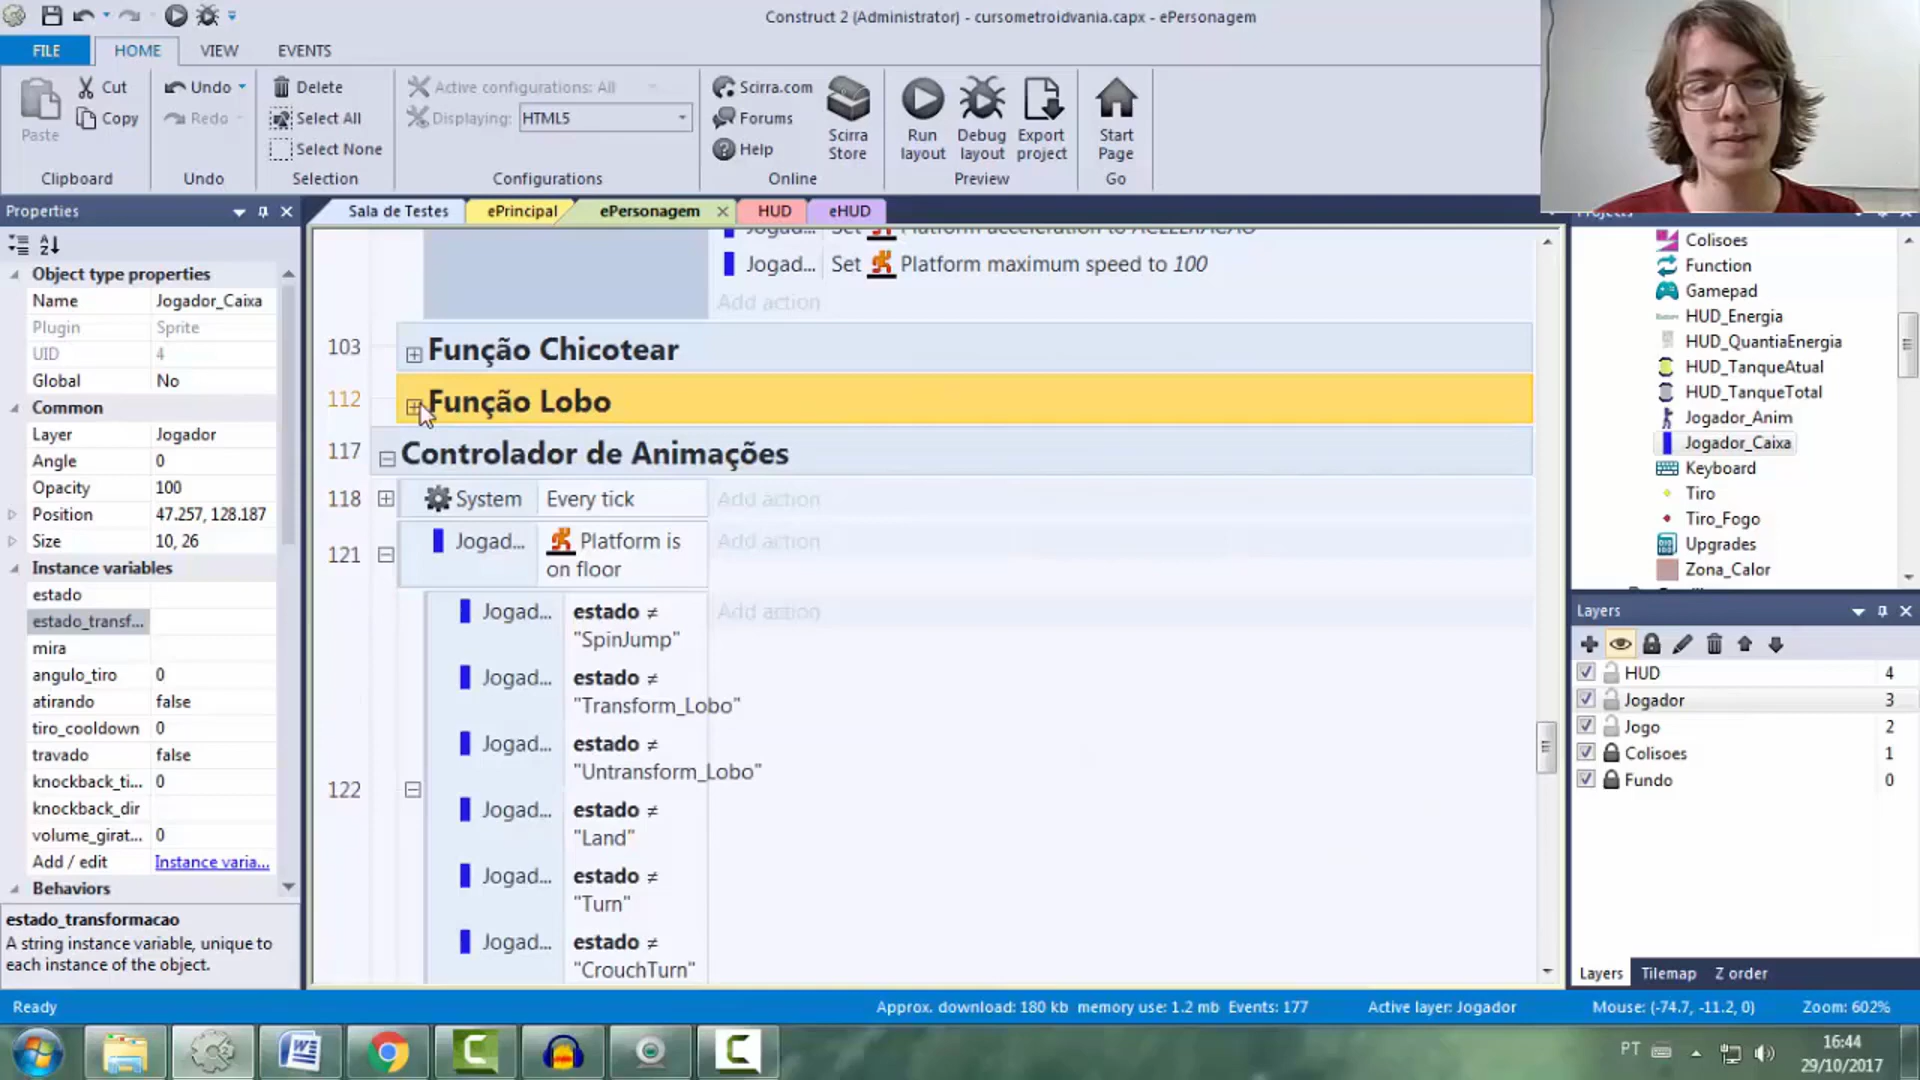 Construct 2 (Administrator) - cursometroidvania.capx - ePersonagem
FILE
HOME
VIEW
EVENTS
Paste
Cut
Copy
Clipboard
Undo
Redo
Undo
Delete
Select All
Select None
Selection
Active configurations: All
Displaying:
HTML5
Configurations
Scirra.com
Forums
Help
Scirra Store
Online
Run layout
Debug layout
Export project
Preview
Start Page
Go
Properties
Object type properties
Name Jogador_Caixa
Plugin Sprite
UID 4
Global No
Common
Layer Jogador
Angle 0
Opacity 100
Position 47.257, 128.187
Size 10, 26
Instance variables
estado
estado_transf...
mira
angulo_tiro 0
atirando false
tiro_cooldown 0
travado false
knockback_ti... 0
knockback_dir
volume_girat... 0
Add / edit Instance varia...
Behaviors
estado_transformacao
A string instance variable, unique to
each instance of the object.
Sala de Testes
ePrincipal
ePersonagem
HUD
eHUD
Jogad... Set Platform acceleration to ACELERACAO
Jogad... Set Platform maximum speed to 100
Add action
103 Função Chicotear
112 Função Lobo
117 Controlador de Animações
118 System Every tick Add action
121 Jogad... Platform is on floor Add action
122
Jogad... estado ≠ Add action
"SpinJump"
Jogad... estado ≠
"Transform_Lobo"
Jogad... estado ≠
"Untransform_Lobo"
Jogad... estado ≠
"Land"
Jogad... estado ≠
"Turn"
Jogad... estado ≠
"CrouchTurn"
Colisoes
Function
Gamepad
HUD_Energia
HUD_QuantiaEnergia
HUD_TanqueAtual
HUD_TanqueTotal
Jogador_Anim
Jogador_Caixa
Keyboard
Tiro
Tiro_Fogo
Upgrades
Zona_Calor
Layers
HUD 4
Jogador 3
Jogo 2
Colisoes 1
Fundo 0
Layers
Tilemap
Z order
Ready
Approx. download: 180 kb memory use: 1.2 mb Events: 177
Active layer: Jogador
Mouse: (-74.7, -11.2, 0)
Zoom: 602%
PT
16:44
29/10/2017